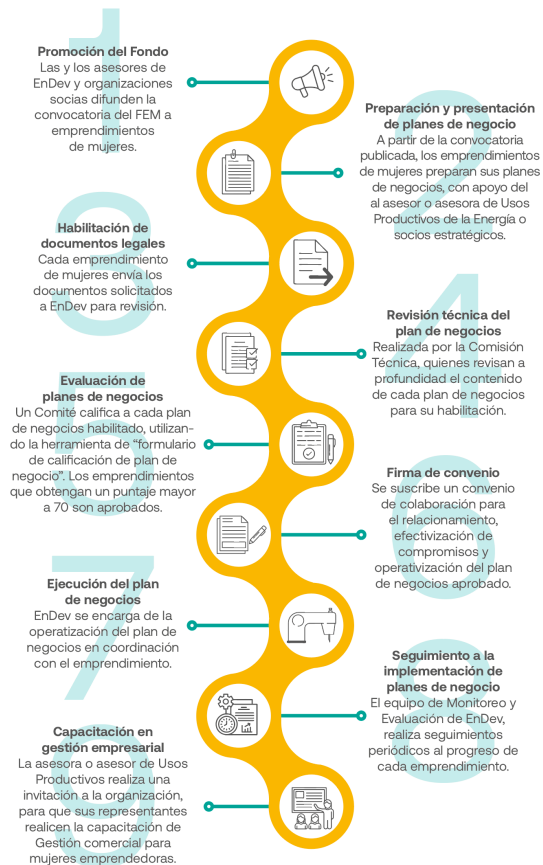 1
Promoción del Fondo
Las y los asesores de
EnDev y organizaciones
socias difunden la
convocatoria del FEM a
emprendimientos
de mujeres.
2
Preparación y presentación
de planes de negocio
A partir de la convocatoria
publicada, los emprendimientos
de mujeres preparan sus planes
de negocios, con apoyo del
al asesor o asesora de Usos
Productivos de la Energía o
socios estratégicos.
3
Habilitación de
documentos legales
Cada emprendimiento
de mujeres envía los
documentos solicitados
a EnDev para revisión.
4
Revisión técnica del
plan de negocios
Realizada por la Comisión
Técnica, quienes revisan a
profundidad el contenido
de cada plan de negocios
para su habilitación.
5
Evaluación de
planes de negocios
Un Comité califica a cada plan
de negocios habilitado, utilizan-
do la herramienta de “formulario
de calificación de plan de
negocio”. Los emprendimientos
que obtengan un puntaje mayor
a 70 son aprobados.
6
Firma de convenio
Se suscribe un convenio
de colaboración para
el relacionamiento,
efectivización de
compromisos y
operativización del plan
de negocios aprobado.
7
Ejecución del plan
de negocios
EnDev se encarga de la
operatización del plan de
negocios en coordinación
con el emprendimiento.
8
Seguimiento a la
implementación de
planes de negocio
El equipo de Monitoreo y
Evaluación de EnDev,
realiza seguimientos
periódicos al progreso de
cada emprendimiento.
9
Capacitación en
gestión empresarial
La asesora o asesor de Usos
Productivos realiza una
invitación a la organización,
para que sus representantes
realicen la capacitación de
Gestión comercial para
mujeres emprendedoras.